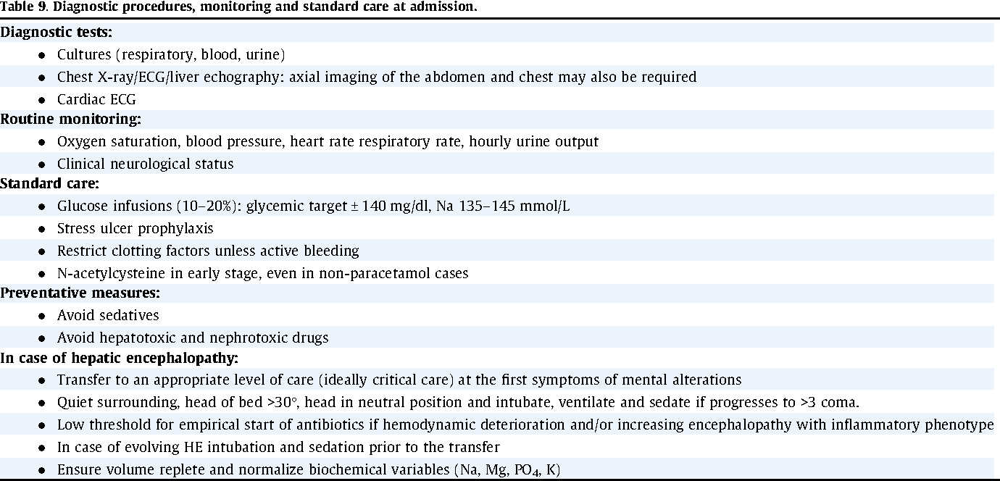 Table 9. Diagnostic procedures, monitoring and standard care at admission.
Diagnostic tests:
● Cultures (respiratory, blood, urine)
● Chest X-ray/ECG/liver echography: axial imaging of the abdomen and chest may also be required
● Cardiac ECG
Routine monitoring:
● Oxygen saturation, blood pressure, heart rate respiratory rate, hourly urine output
● Clinical neurological status
Standard care:
● Glucose infusions (10–20%): glycemic target ± 140 mg/dl, Na 135–145 mmol/L
● Stress ulcer prophylaxis
● Restrict clotting factors unless active bleeding
● N-acetylcysteine in early stage, even in non-paracetamol cases
Preventative measures:
● Avoid sedatives
● Avoid hepatotoxic and nephrotoxic drugs
In case of hepatic encephalopathy:
● Transfer to an appropriate level of care (ideally critical care) at the first symptoms of mental alterations
● Quiet surrounding, head of bed >30°, head in neutral position and intubate, ventilate and sedate if progresses to >3 coma.
● Low threshold for empirical start of antibiotics if hemodynamic deterioration and/or increasing encephalopathy with inflammatory phenotype
● In case of evolving HE intubation and sedation prior to the transfer
● Ensure volume replete and normalize biochemical variables (Na, Mg, PO₄, K)